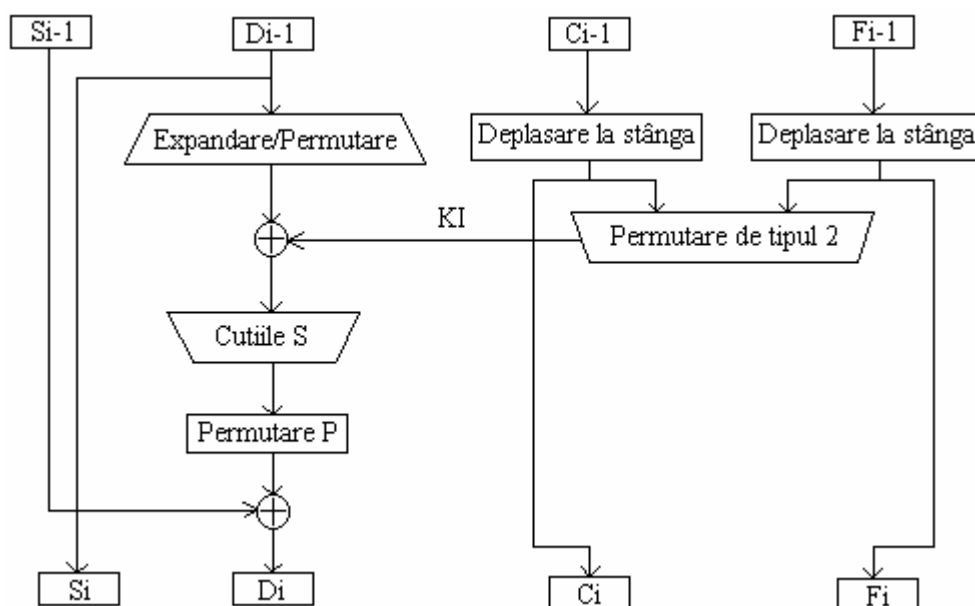 Si-1
Di-1
Ci-1
Fi-1
Expandare/Permutare
Deplasare la stânga
Deplasare la stânga
KI
Permutare de tipul 2
Cutiile S
Permutare P
Si
Di
Ci
Fi